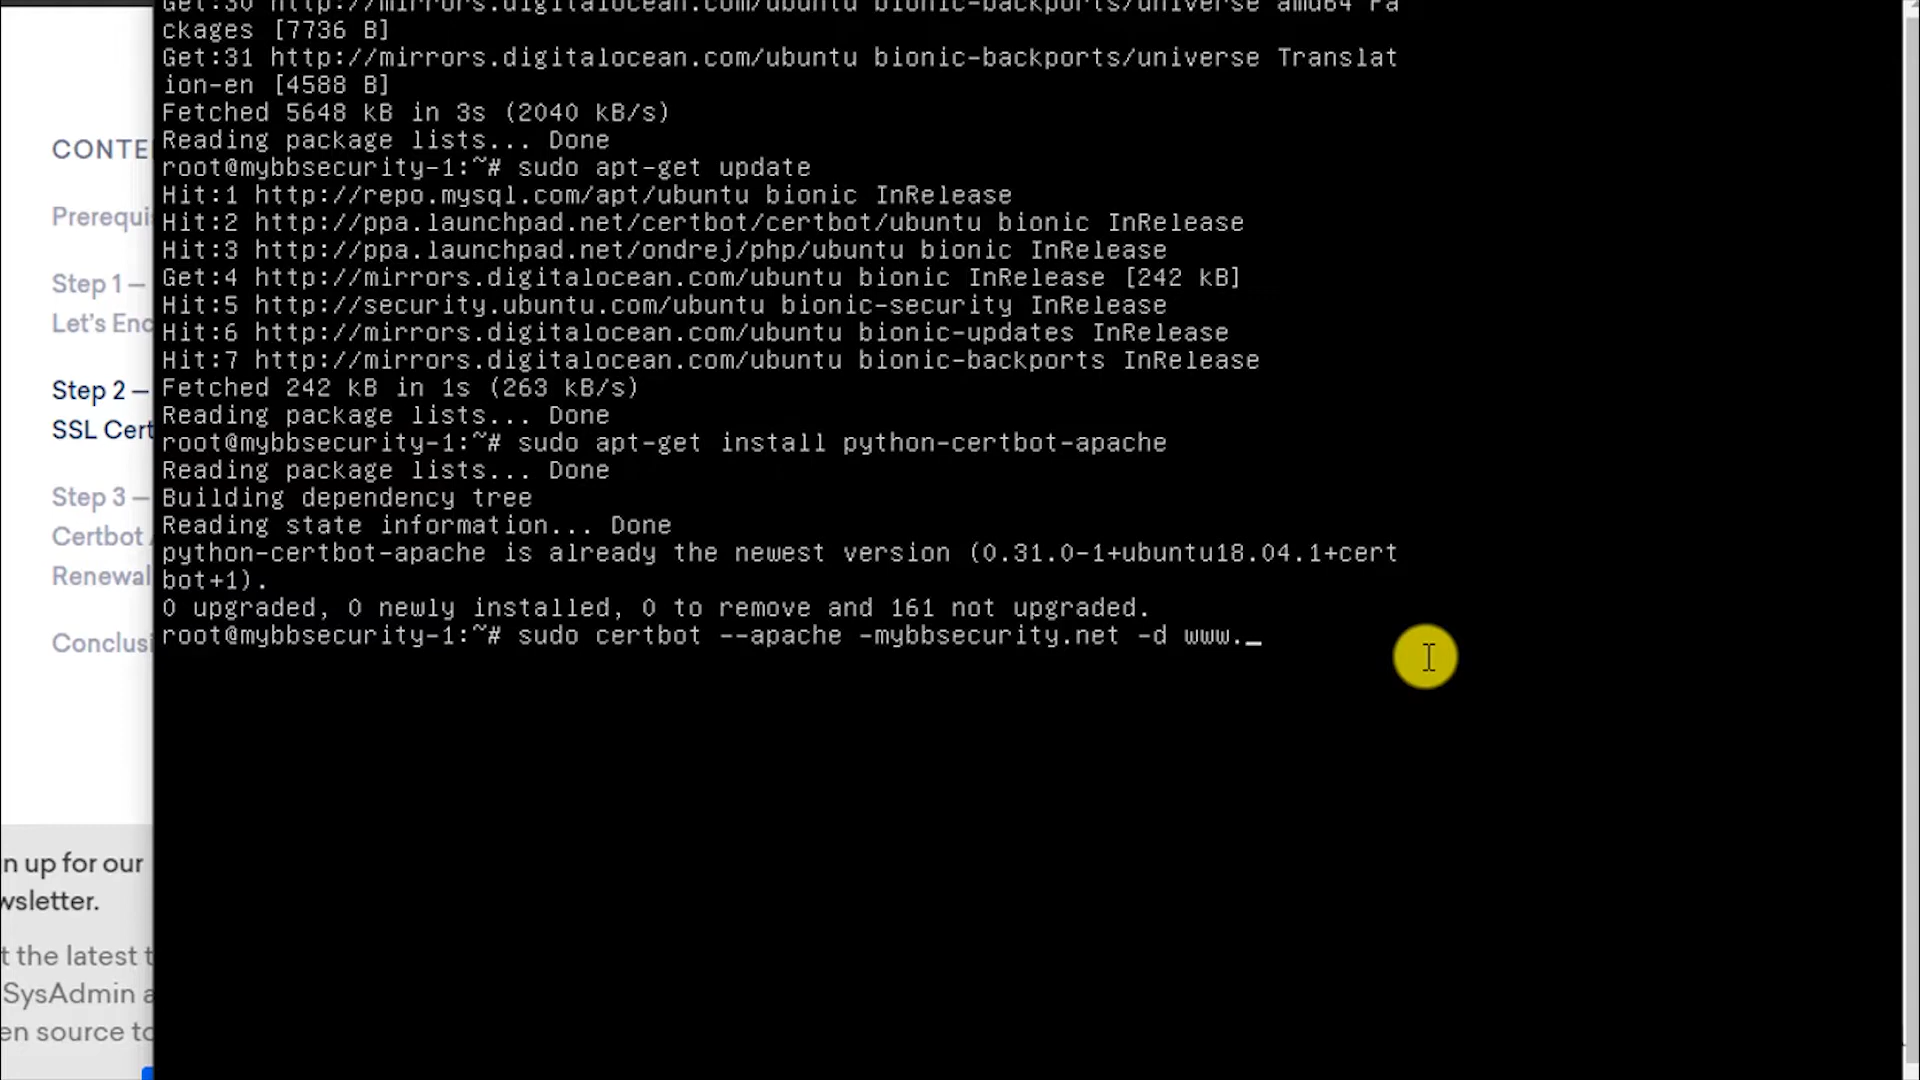 Get:30 http://mirrors.digitalocean.com/ubuntu bionic-backports/universe amd64 Pa
ckages [7736 B]
Get:31 http://mirrors.digitalocean.com/ubuntu bionic-backports/universe Translat
ion-en [4588 B]
Fetched 5648 kB in 3s (2040 kB/s)
Reading package lists... Done
root@mybbsecurity-1:~# sudo apt-get update
Hit:1 http://repo.mysql.com/apt/ubuntu bionic InRelease
Hit:2 http://ppa.launchpad.net/certbot/certbot/ubuntu bionic InRelease
Hit:3 http://ppa.launchpad.net/ondrej/php/ubuntu bionic InRelease
Get:4 http://mirrors.digitalocean.com/ubuntu bionic InRelease [242 kB]
Hit:5 http://security.ubuntu.com/ubuntu bionic-security InRelease
Hit:6 http://mirrors.digitalocean.com/ubuntu bionic-updates InRelease
Hit:7 http://mirrors.digitalocean.com/ubuntu bionic-backports InRelease
Fetched 242 kB in 1s (263 kB/s)
Reading package lists... Done
root@mybbsecurity-1:~# sudo apt-get install python-certbot-apache
Reading package lists... Done
Building dependency tree
Reading state information... Done
python-certbot-apache is already the newest version (0.31.0-1+ubuntu18.04.1+cert
bot+1).
0 upgraded, 0 newly installed, 0 to remove and 161 not upgraded.
root@mybbsecurity-1:~# sudo certbot --apache -mybbsecurity.net -d www._
CONTE
Prerequi
Step 1 —
Let's Enc
Step 2 —
SSL Cert
Step 3 —
Certbot
Renewal
Conclusi
n up for our
wsletter.
t the latest t
SysAdmin a
en source to